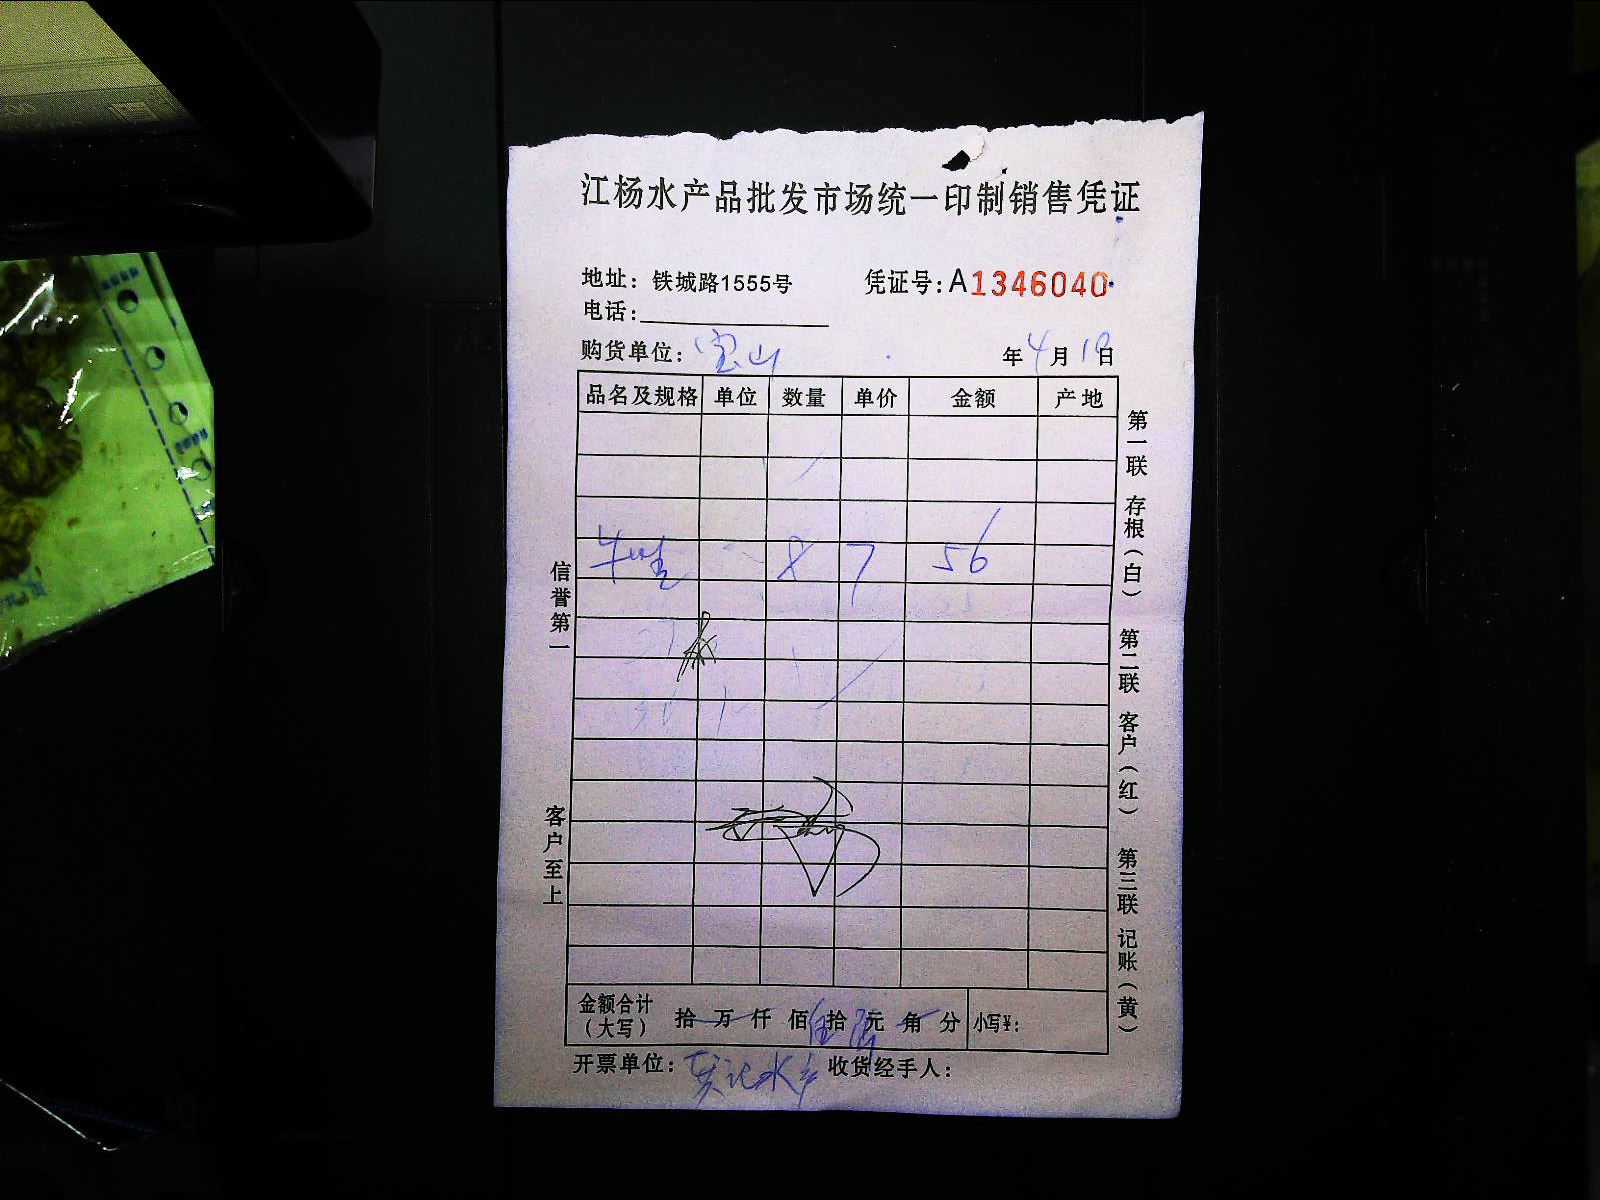 江杨水产品批发市场统一印制销售凭证
地址：铁城路1555号 凭证号：A1346040
电话：
购货单位：宝山 年4月10日
品名及规格 单位 数量 单价 金额 产地
8 7 56
金额合计（大写） 拾 万 仟 佰 伍拾 陆元 角 分 小写¥：
开票单位： 收货经手人：
信誉第一
客户至上
第一联 存根（白） 第二联 客户（红） 第三联 记账（黄）